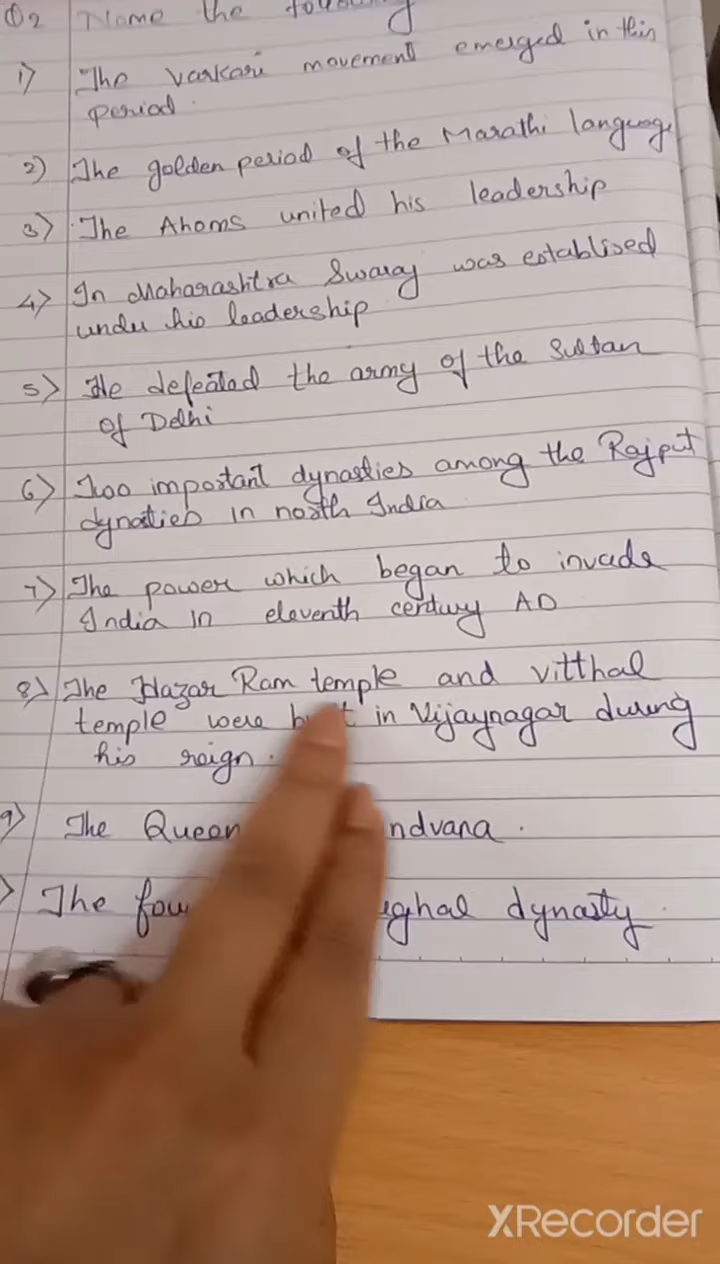 Q2 Name the following
1) The varkari movement emerged in this
period.
2) The golden period of the Marathi language
3) The Ahoms united his leadership
4) In Maharashtra Swaraj was establised
under his leadership
5) He defeated the army of the Sultan
of Delhi
6) Two important dynasties among the Rajput
dynaties in north India
7) The power which began to invade
India in eleventh century AD
8) The Hazar Ram temple and vitthal
temple were in Vijaynagar during
his reign.
9) The Queen ndvana.
The fou ughal dynasty.
XRecorder